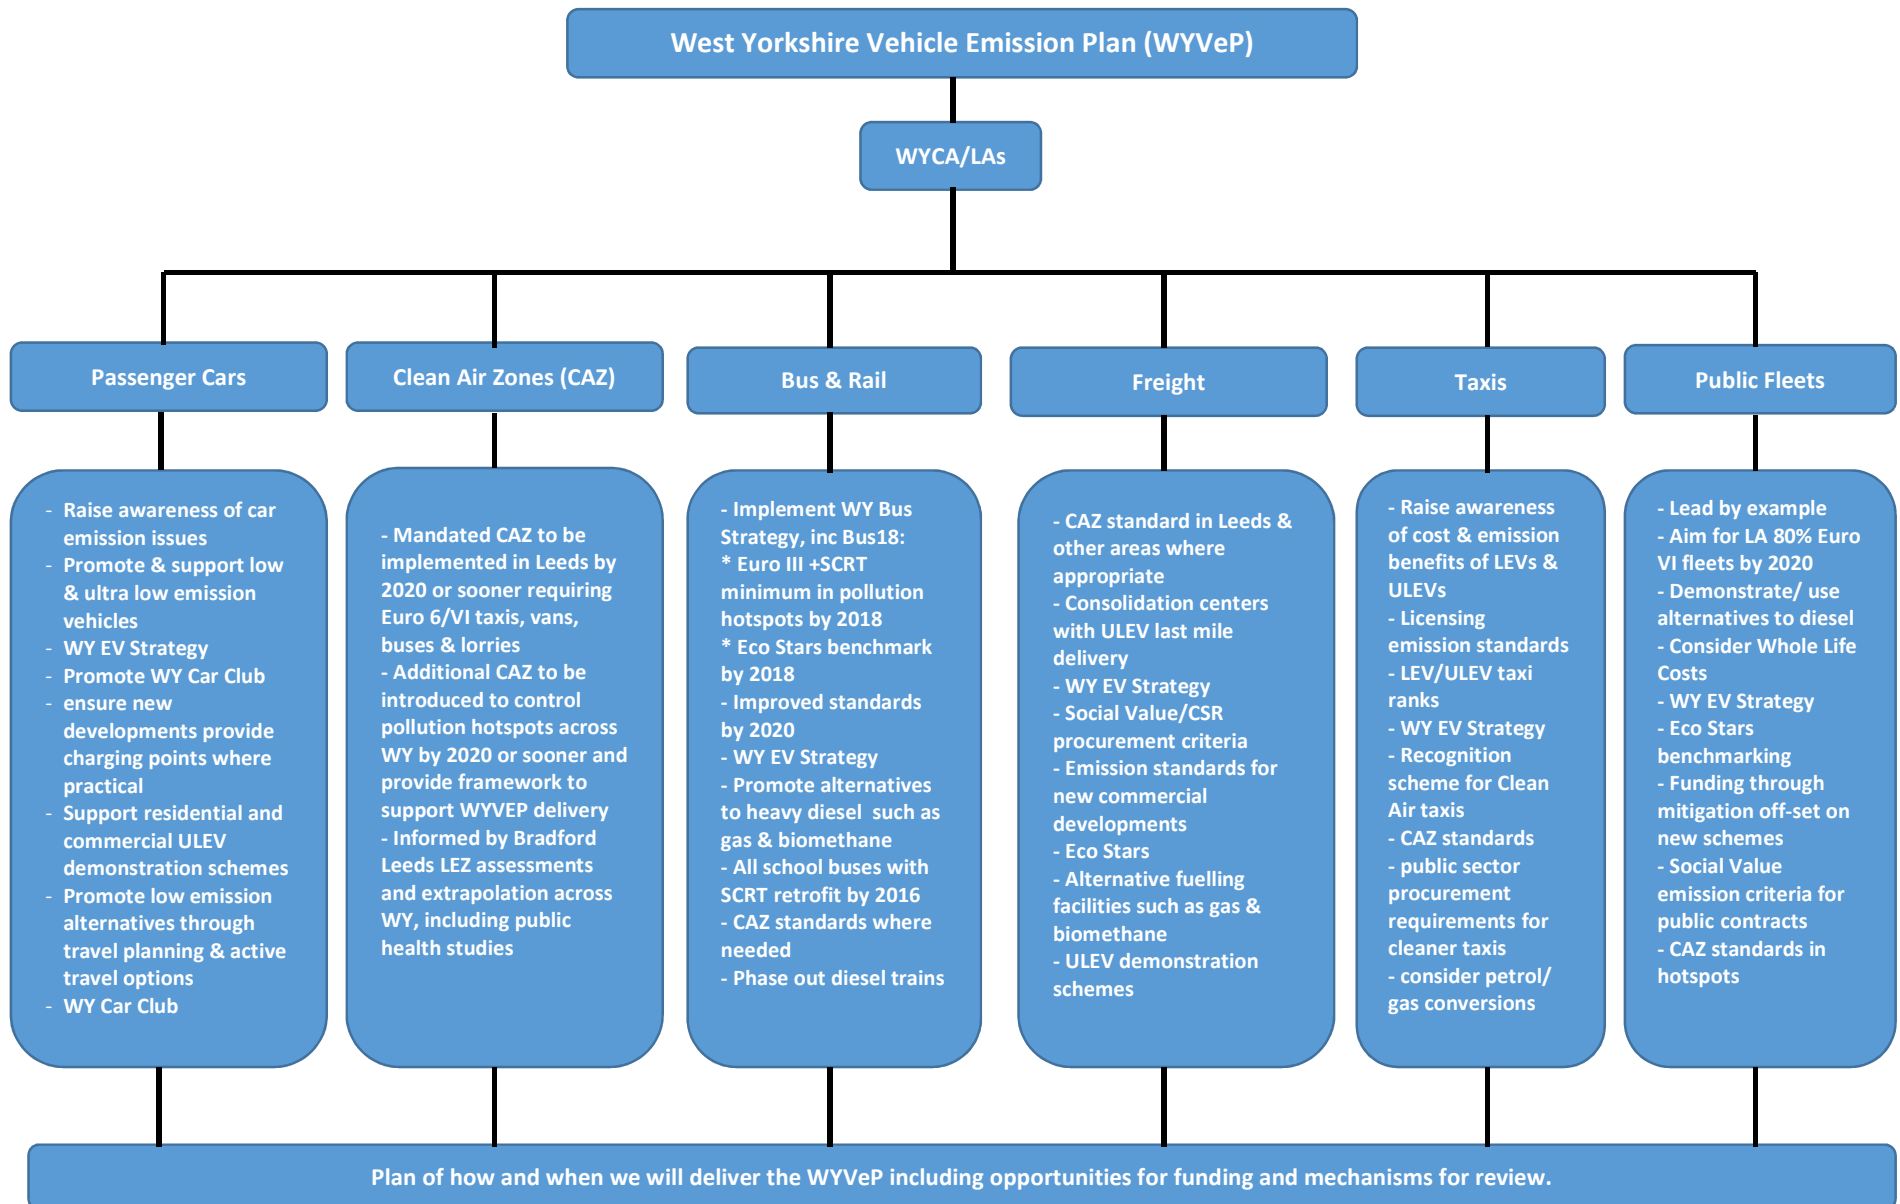 West Yorkshire Vehicle Emission Plan (WYVeP)
WYCA/LAs
Passenger Cars
Clean Air Zones (CAZ)
Bus & Rail
Freight
Taxis
Public Fleets
- Raise awareness of car
emission issues
- Promote & support low
& ultra low emission
vehicles
- WY EV Strategy
- Promote WY Car Club
- ensure new
developments provide
charging points where
practical
- Support residential and
commercial ULEV
demonstration schemes
- Promote low emission
alternatives through
travel planning & active
travel options
- WY Car Club
- Mandated CAZ to be
implemented in Leeds by
2020 or sooner requiring
Euro 6/VI taxis, vans,
buses & lorries
- Additional CAZ to be
introduced to control
pollution hotspots across
WY by 2020 or sooner and
provide framework to
support WYVEP delivery
- Informed by Bradford
Leeds LEZ assessments
and extrapolation across
WY, including public
health studies
- Implement WY Bus
Strategy, inc Bus18:
* Euro III +SCRT
minimum in pollution
hotspots by 2018
* Eco Stars benchmark
by 2018
- Improved standards
by 2020
- WY EV Strategy
- Promote alternatives
to heavy diesel such as
gas & biomethane
- All school buses with
SCRT retrofit by 2016
- CAZ standards where
needed
- Phase out diesel trains
- CAZ standard in Leeds &
other areas where
appropriate
- Consolidation centers
with ULEV last mile
delivery
- WY EV Strategy
- Social Value/CSR
procurement criteria
- Emission standards for
new commercial
developments
- Eco Stars
- Alternative fuelling
facilities such as gas &
biomethane
- ULEV demonstration
schemes
- Raise awareness
of cost & emission
benefits of LEVs &
ULEVs
- Licensing
emission standards
- LEV/ULEV taxi
ranks
- WY EV Strategy
- Recognition
scheme for Clean
Air taxis
- CAZ standards
- public sector
procurement
requirements for
cleaner taxis
- consider petrol/
gas conversions
- Lead by example
- Aim for LA 80% Euro
VI fleets by 2020
- Demonstrate/ use
alternatives to diesel
- Consider Whole Life
Costs
- WY EV Strategy
- Eco Stars
benchmarking
- Funding through
mitigation off-set on
new schemes
- Social Value
emission criteria for
public contracts
- CAZ standards in
hotspots
Plan of how and when we will deliver the WYVeP including opportunities for funding and mechanisms for review.